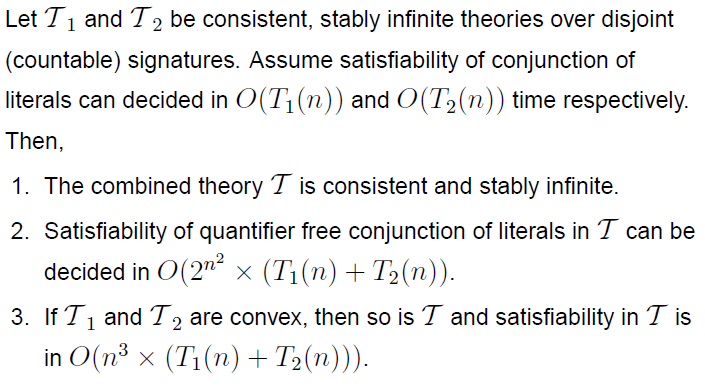 Let 𝒯₁ and 𝒯₂ be consistent, stably infinite theories over disjoint
(countable) signatures. Assume satisfiability of conjunction of
literals can decided in O(T₁(n)) and O(T₂(n)) time respectively.
Then,
1. The combined theory 𝒯 is consistent and stably infinite.
2. Satisfiability of quantifier free conjunction of literals in 𝒯 can be
decided in O(2^{n²} × (T₁(n) + T₂(n)).
3. If 𝒯₁ and 𝒯₂ are convex, then so is 𝒯 and satisfiability in 𝒯 is
in O(n³ × (T₁(n) + T₂(n))).